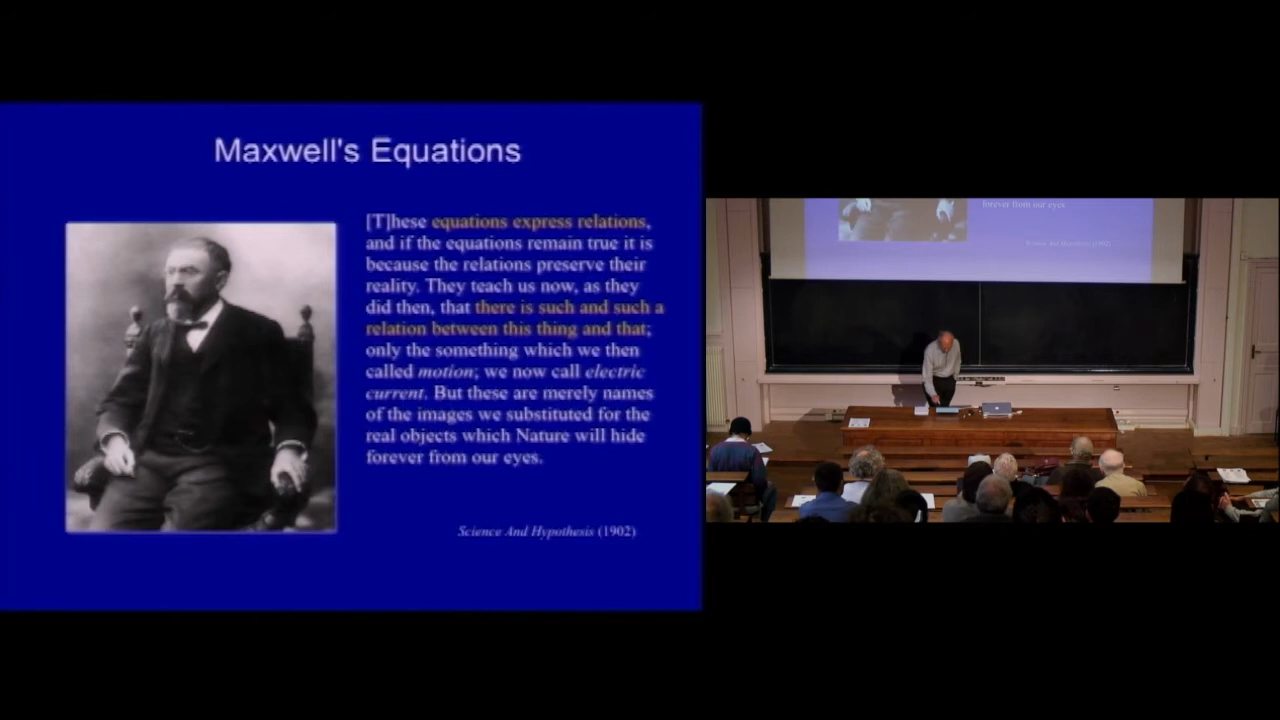 Maxwell's Equations
[T]hese equations express relations,
and if the equations remain true it is
because the relations preserve their
reality. They teach us now, as they
did then, that there is such and such a
relation between this thing and that;
only the something which we then
called motion; we now call electric
current. But these are merely names
of the images we substituted for the
real objects which Nature will hide
forever from our eyes.
Science And Hypothesis (1902)
forever from our eyes.
Science And Hypothesis (1902)